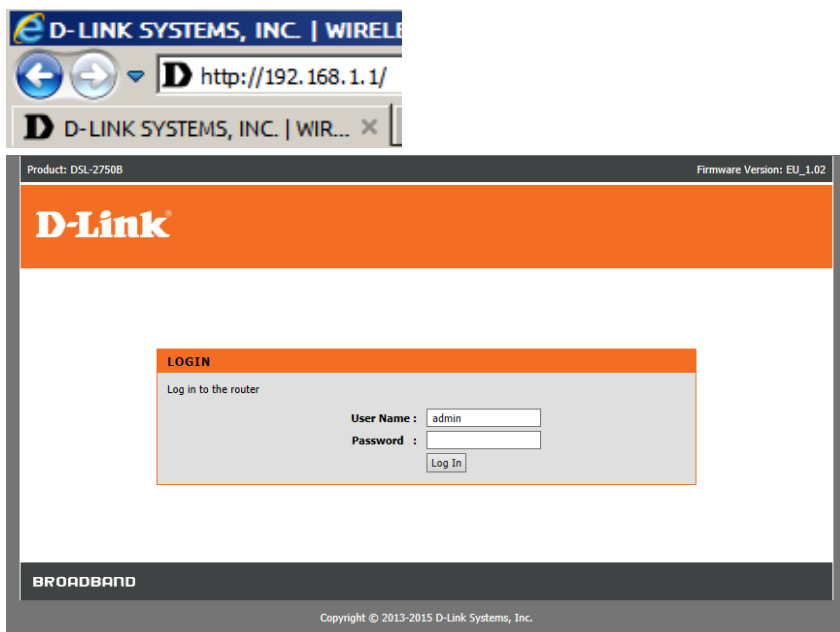 D-LINK SYSTEMS, INC. | WIRELE
http://192.168.1.1/
D-LINK SYSTEMS, INC. | WIR...
Product: DSL-2750B
Firmware Version: EU_1.02
D-Link
LOGIN
Log in to the router
User Name : admin
Password :
Log In
BROADBAND
Copyright © 2013-2015 D-Link Systems, Inc.